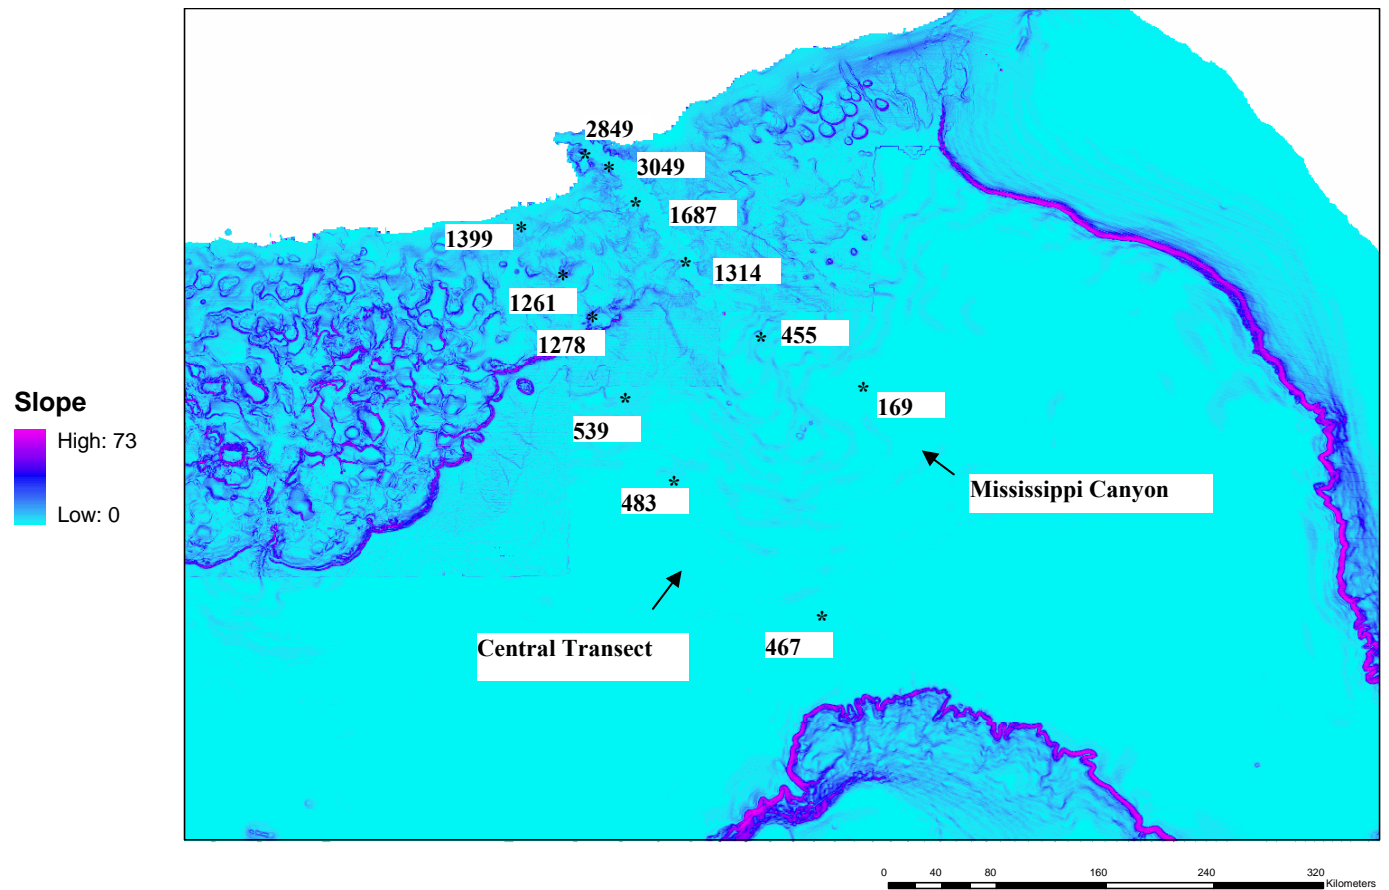 2849
3049
1687
1399
1314
1261
1278
455
169
539
483
Mississippi Canyon
Central Transect
467
Slope
High: 73
Low: 0
0 40 80 160 240 320
Kilometers